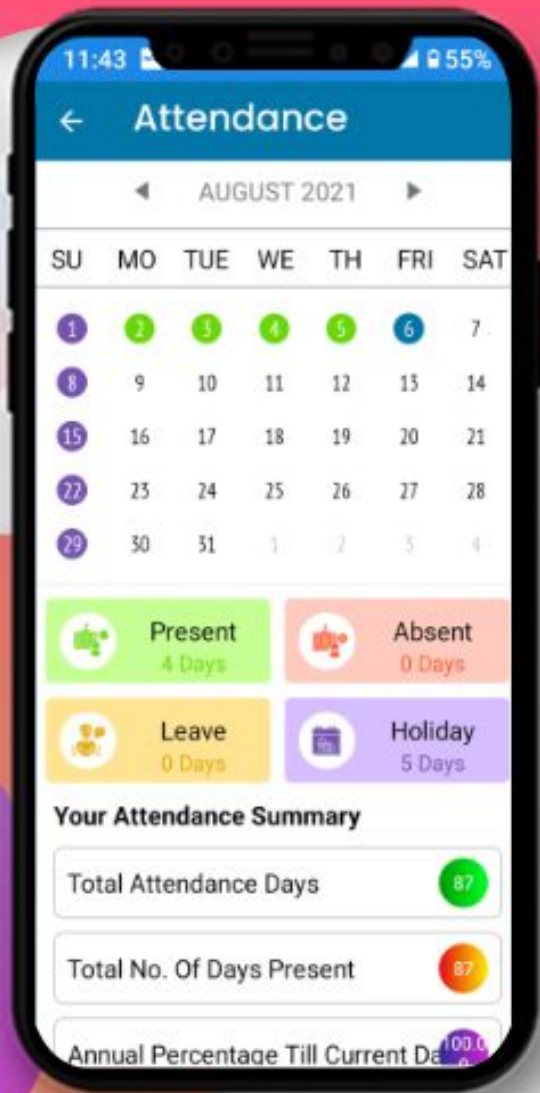 11:43 55%
Attendance
AUGUST 2021
SU MO TUE WE TH FRI SAT
1 2 3 4 5 6 7
8 9 10 11 12 13 14
15 16 17 18 19 20 21
22 23 24 25 26 27 28
29 30 31 1 2 3 4
Present Absent
4 Days 0 Days
Leave Holiday
0 Days 5 Days
Your Attendance Summary
Total Attendance Days 87
Total No. Of Days Present 87
Annual Percentage Till Current Da 100.0